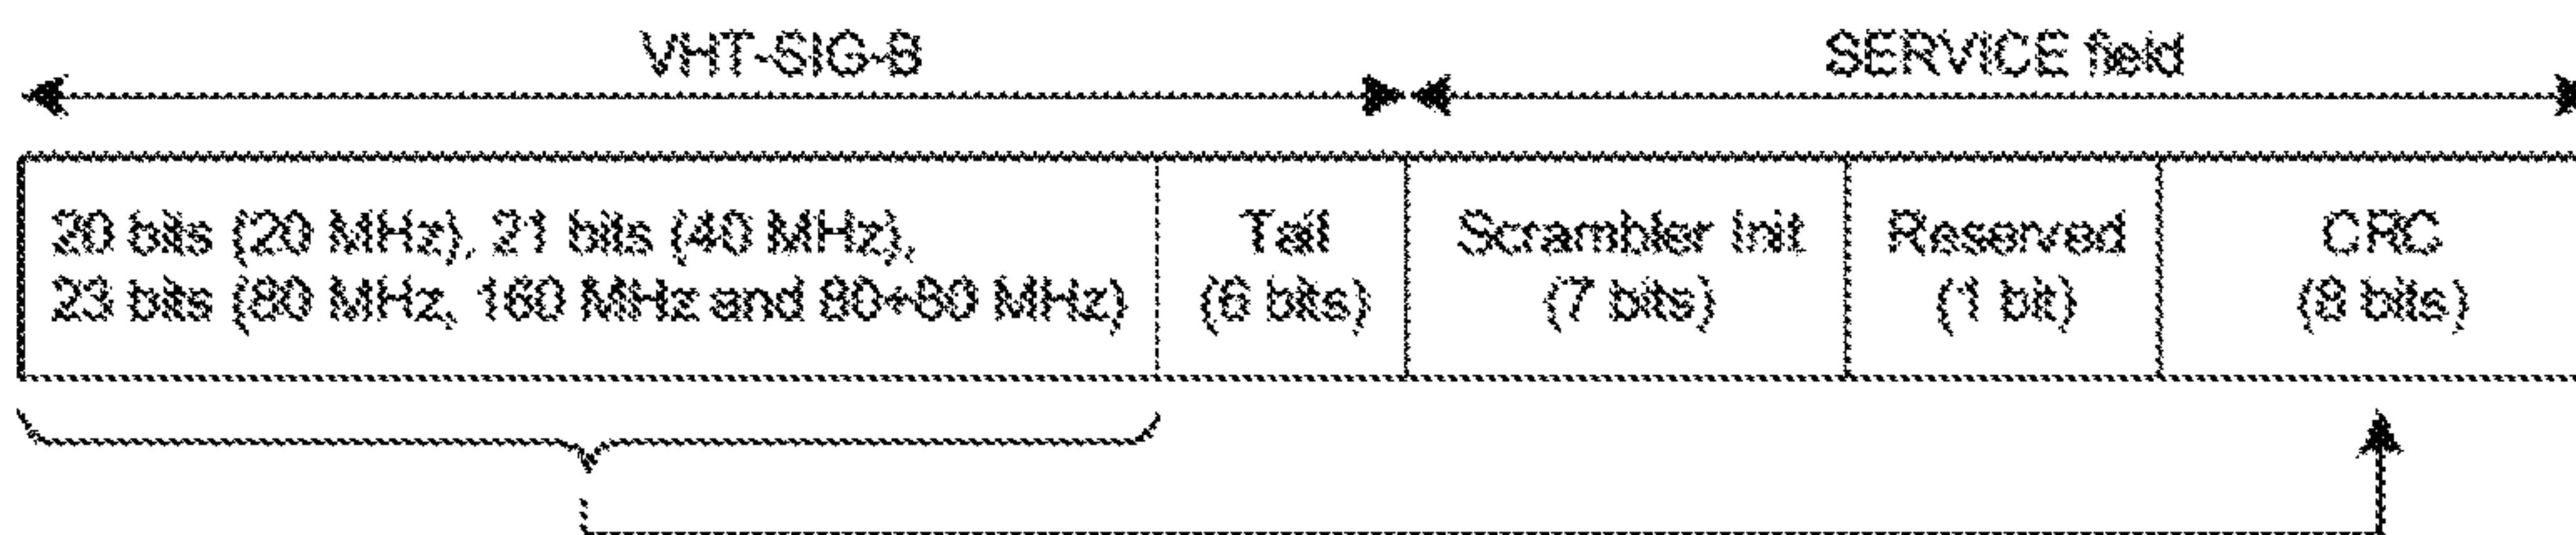 VHT-SIG-B
SERVICE field
20 bits (20 MHz), 21 bits (40 MHz),
23 bits (80 MHz, 160 MHz and 80+80 MHz)
Tail
(6 bits)
Scrambler Init
(7 bits)
Reserved
(1 bit)
CRC
(8 bits)